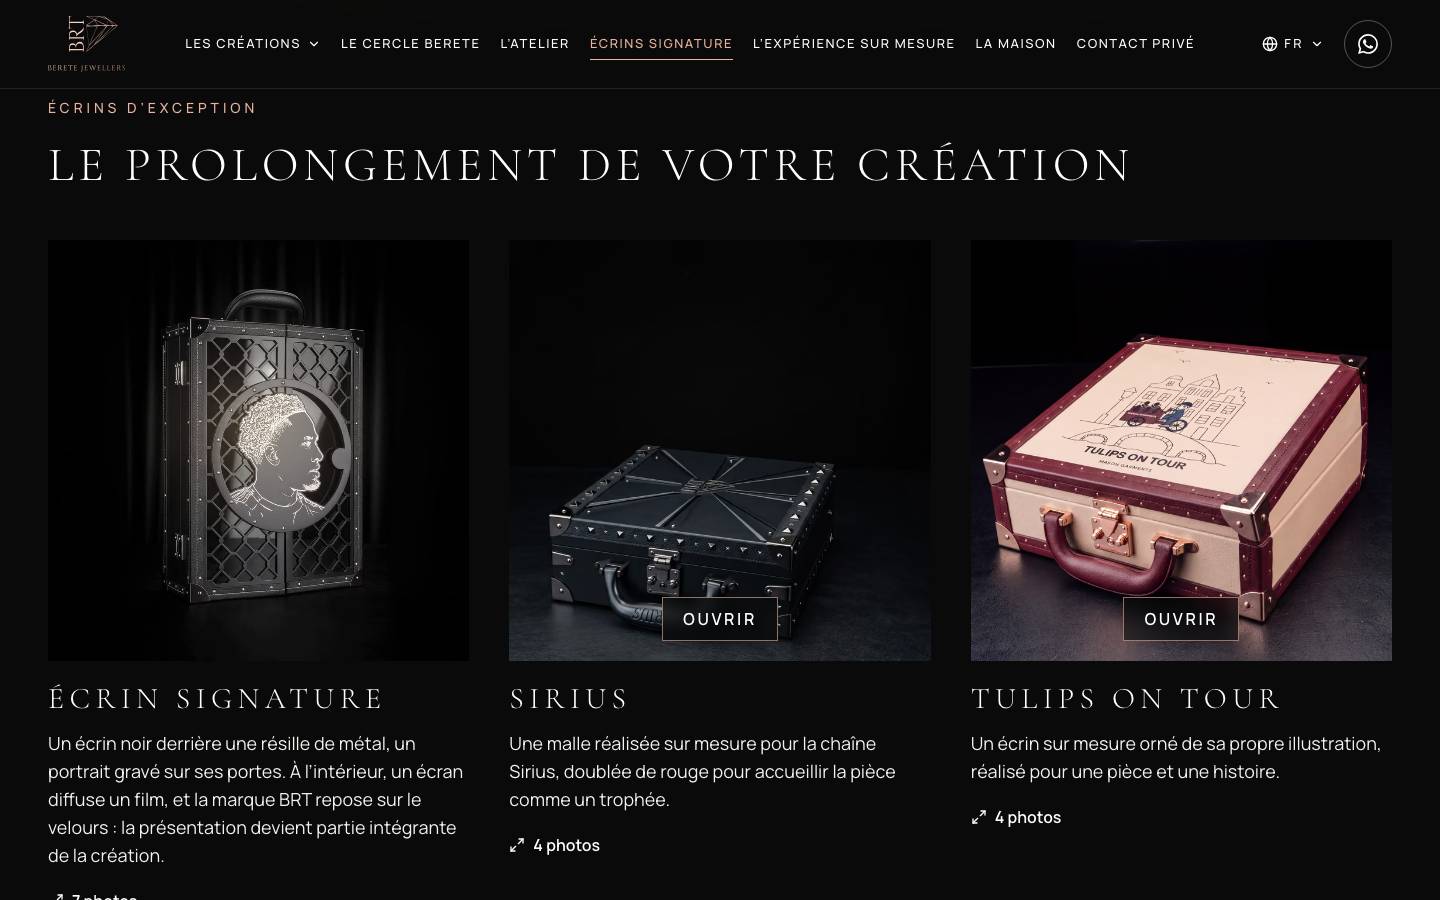 BRT
BERETE JEWELLERS
LES CRÉATIONS
LE CERCLE BERETE
L'ATELIER
ÉCRINS SIGNATURE
L'EXPÉRIENCE SUR MESURE
LA MAISON
CONTACT PRIVÉ
FR
ÉCRINS D'EXCEPTION
LE PROLONGEMENT DE VOTRE CRÉATION
TULIPS ON TOUR
OUVRIR
OUVRIR
ÉCRIN SIGNATURE
Un écrin noir derrière une résille de métal, un
portrait gravé sur ses portes. À l'intérieur, un écran
diffuse un film, et la marque BRT repose sur le
velours : la présentation devient partie intégrante
de la création.
7 photos
SIRIUS
Une malle réalisée sur mesure pour la chaîne
Sirius, doublée de rouge pour accueillir la pièce
comme un trophée.
4 photos
TULIPS ON TOUR
Un écrin sur mesure orné de sa propre illustration,
réalisé pour une pièce et une histoire.
4 photos